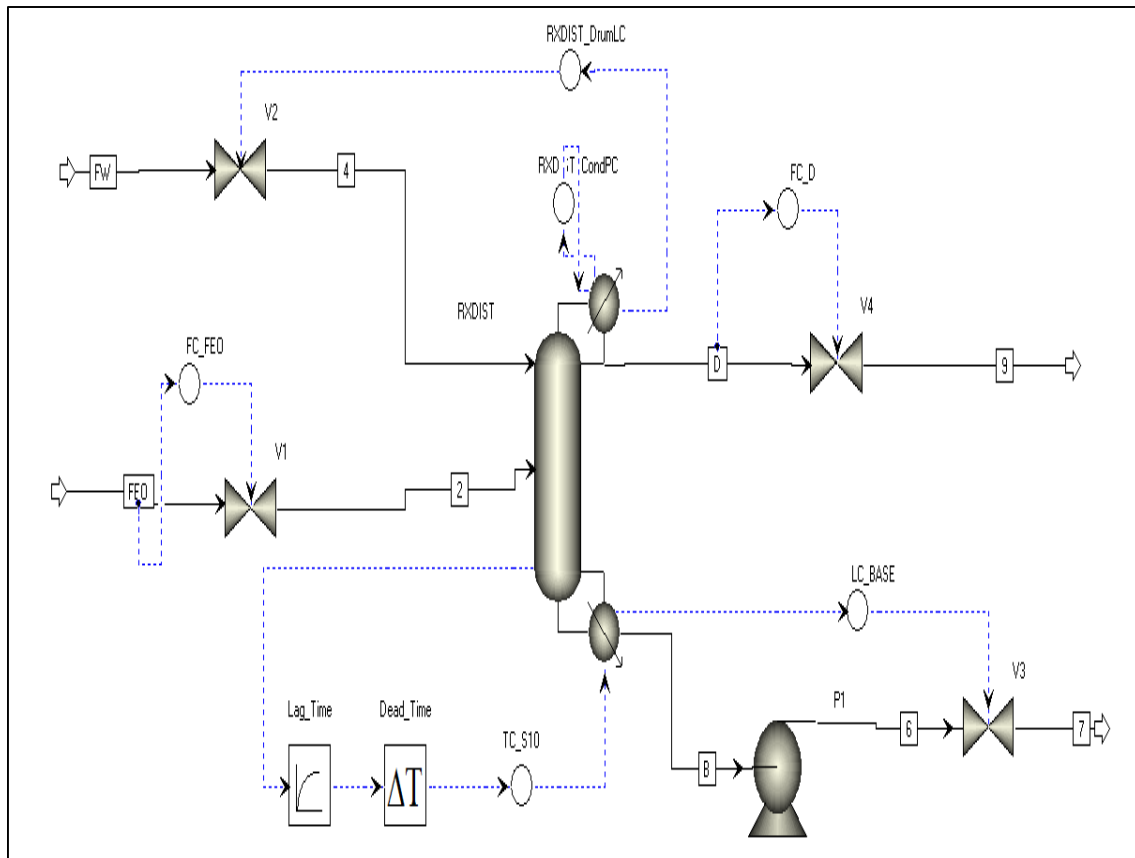 RXDIST_DrumLC
V2
FW
4
CondPC
FC_D
RXDIST
V4
D
9
FC_FEO
V1
FEO
2
LC_BASE
V3
P1
6
7
Lag_Time
Dead_Time
TC_S10
B
ΔT